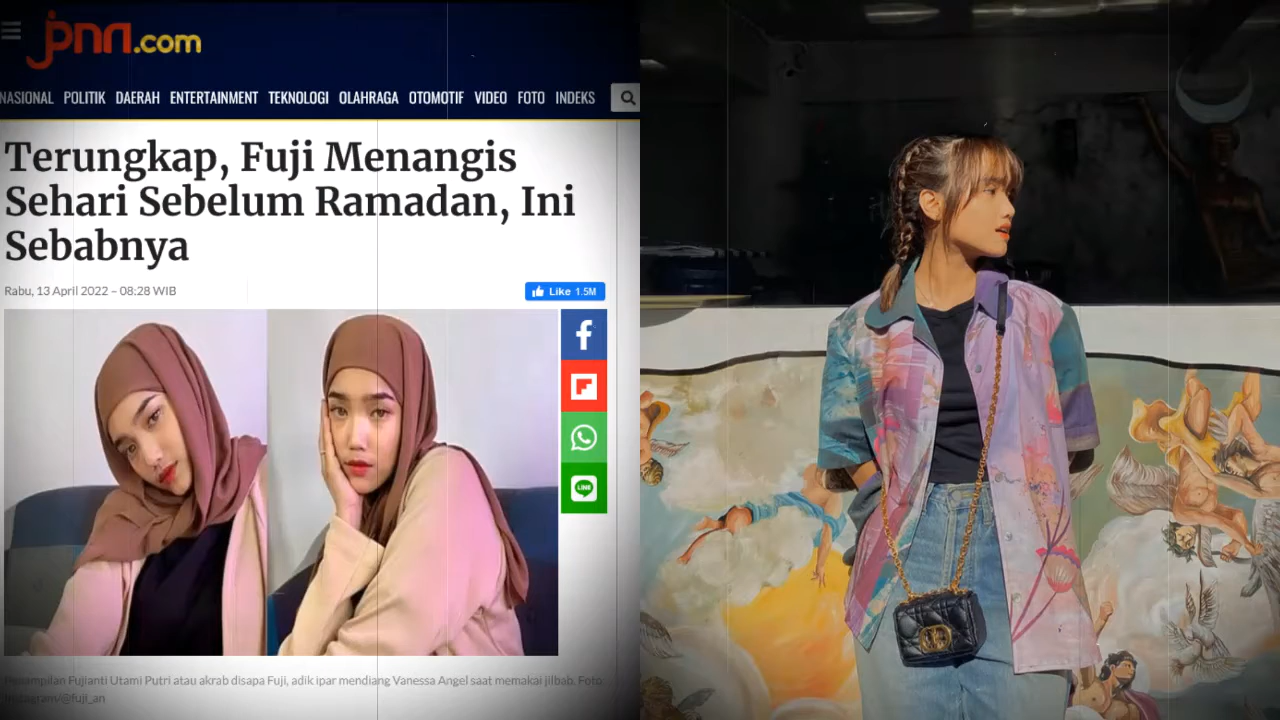 jpnn.com
NASIONAL POLITIK DAERAH ENTERTAINMENT TEKNOLOGI OLAHRAGA OTOMOTIF VIDEO FOTO INDEKS
Terungkap, Fuji Menangis
Sehari Sebelum Ramadan, Ini
Sebabnya
Rabu, 13 April 2022 – 08:28 WIB
Like 1.5M
LINE
Penampilan Fujianti Utami Putri atau akrab disapa Fuji, adik ipar mendiang Vanessa Angel saat memakai jilbab. Foto
Instagram/@fuji_an